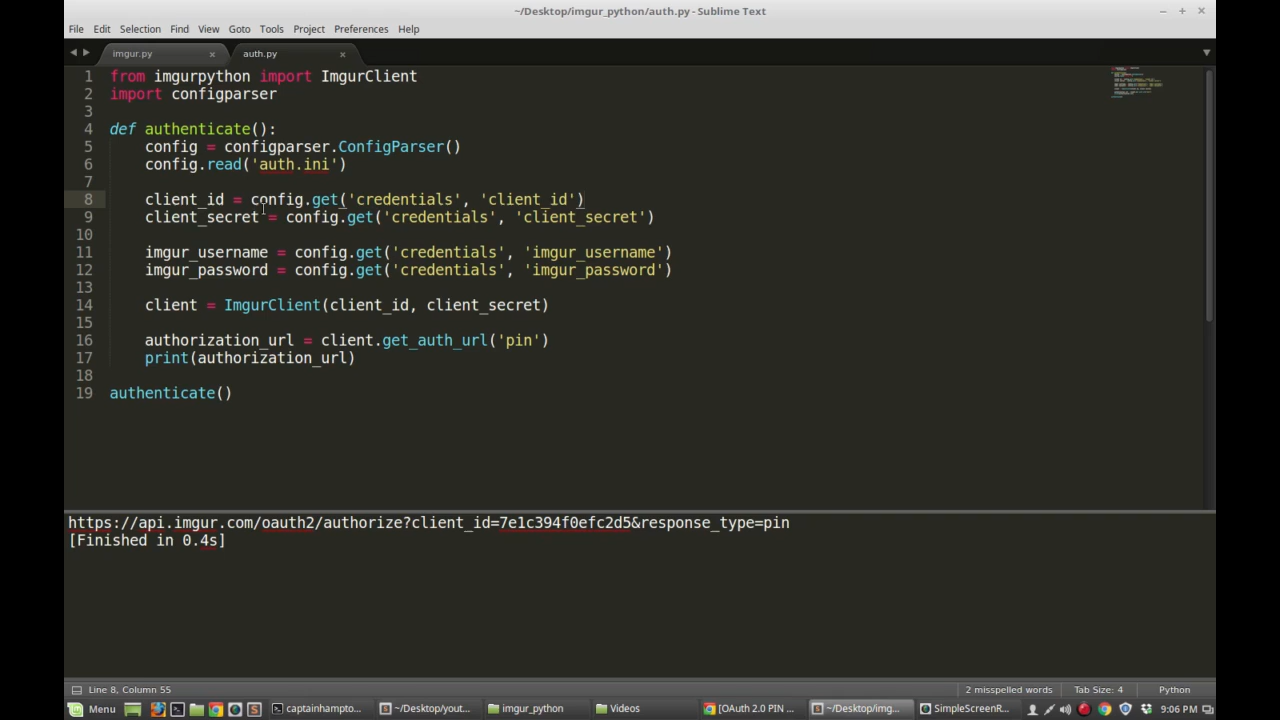 ~/Desktop/imgur_python/auth.py - Sublime Text
File Edit Selection Find View Goto Tools Project Preferences Help
imgur.py × auth.py ×
1 from imgurpython import ImgurClient
2 import configparser
3
4 def authenticate():
5 config = configparser.ConfigParser()
6 config.read('auth.ini')
7
8 client_id = config.get('credentials', 'client_id')
9 client_secret = config.get('credentials', 'client_secret')
10
11 imgur_username = config.get('credentials', 'imgur_username')
12 imgur_password = config.get('credentials', 'imgur_password')
13
14 client = ImgurClient(client_id, client_secret)
15
16 authorization_url = client.get_auth_url('pin')
17 print(authorization_url)
18
19 authenticate()
https://api.imgur.com/oauth2/authorize?client_id=7e1c394f0efc2d5&response_type=pin
[Finished in 0.4s]
Line 8, Column 55 2 misspelled words Tab Size: 4 Python
Menu captainhampto... ~/Desktop/yout... imgur_python Videos [OAuth 2.0 PIN ... ~/Desktop/img... SimpleScreenR... 9:06 PM